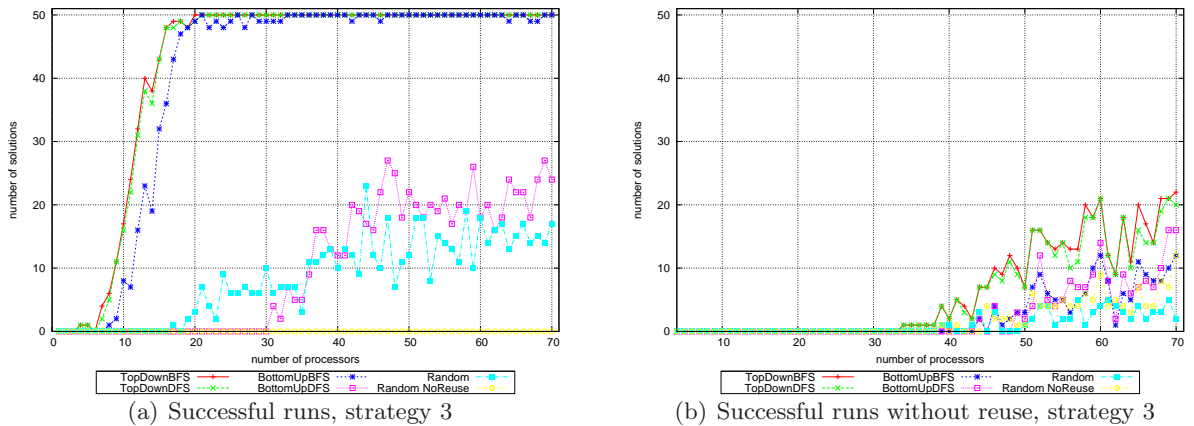 50
40
30
20
10
0
number of solutions
0 10 20 30 40 50 60 70
number of processors
TopDownBFS
TopDownDFS
BottomUpBFS
BottomUpDFS
Random
Random NoReuse
(a) Successful runs, strategy 3
50
40
30
20
10
0
number of solutions
10 20 30 40 50 60 70
number of processors
TopDownBFS
TopDownDFS
BottomUpBFS
BottomUpDFS
Random
Random NoReuse
(b) Successful runs without reuse, strategy 3